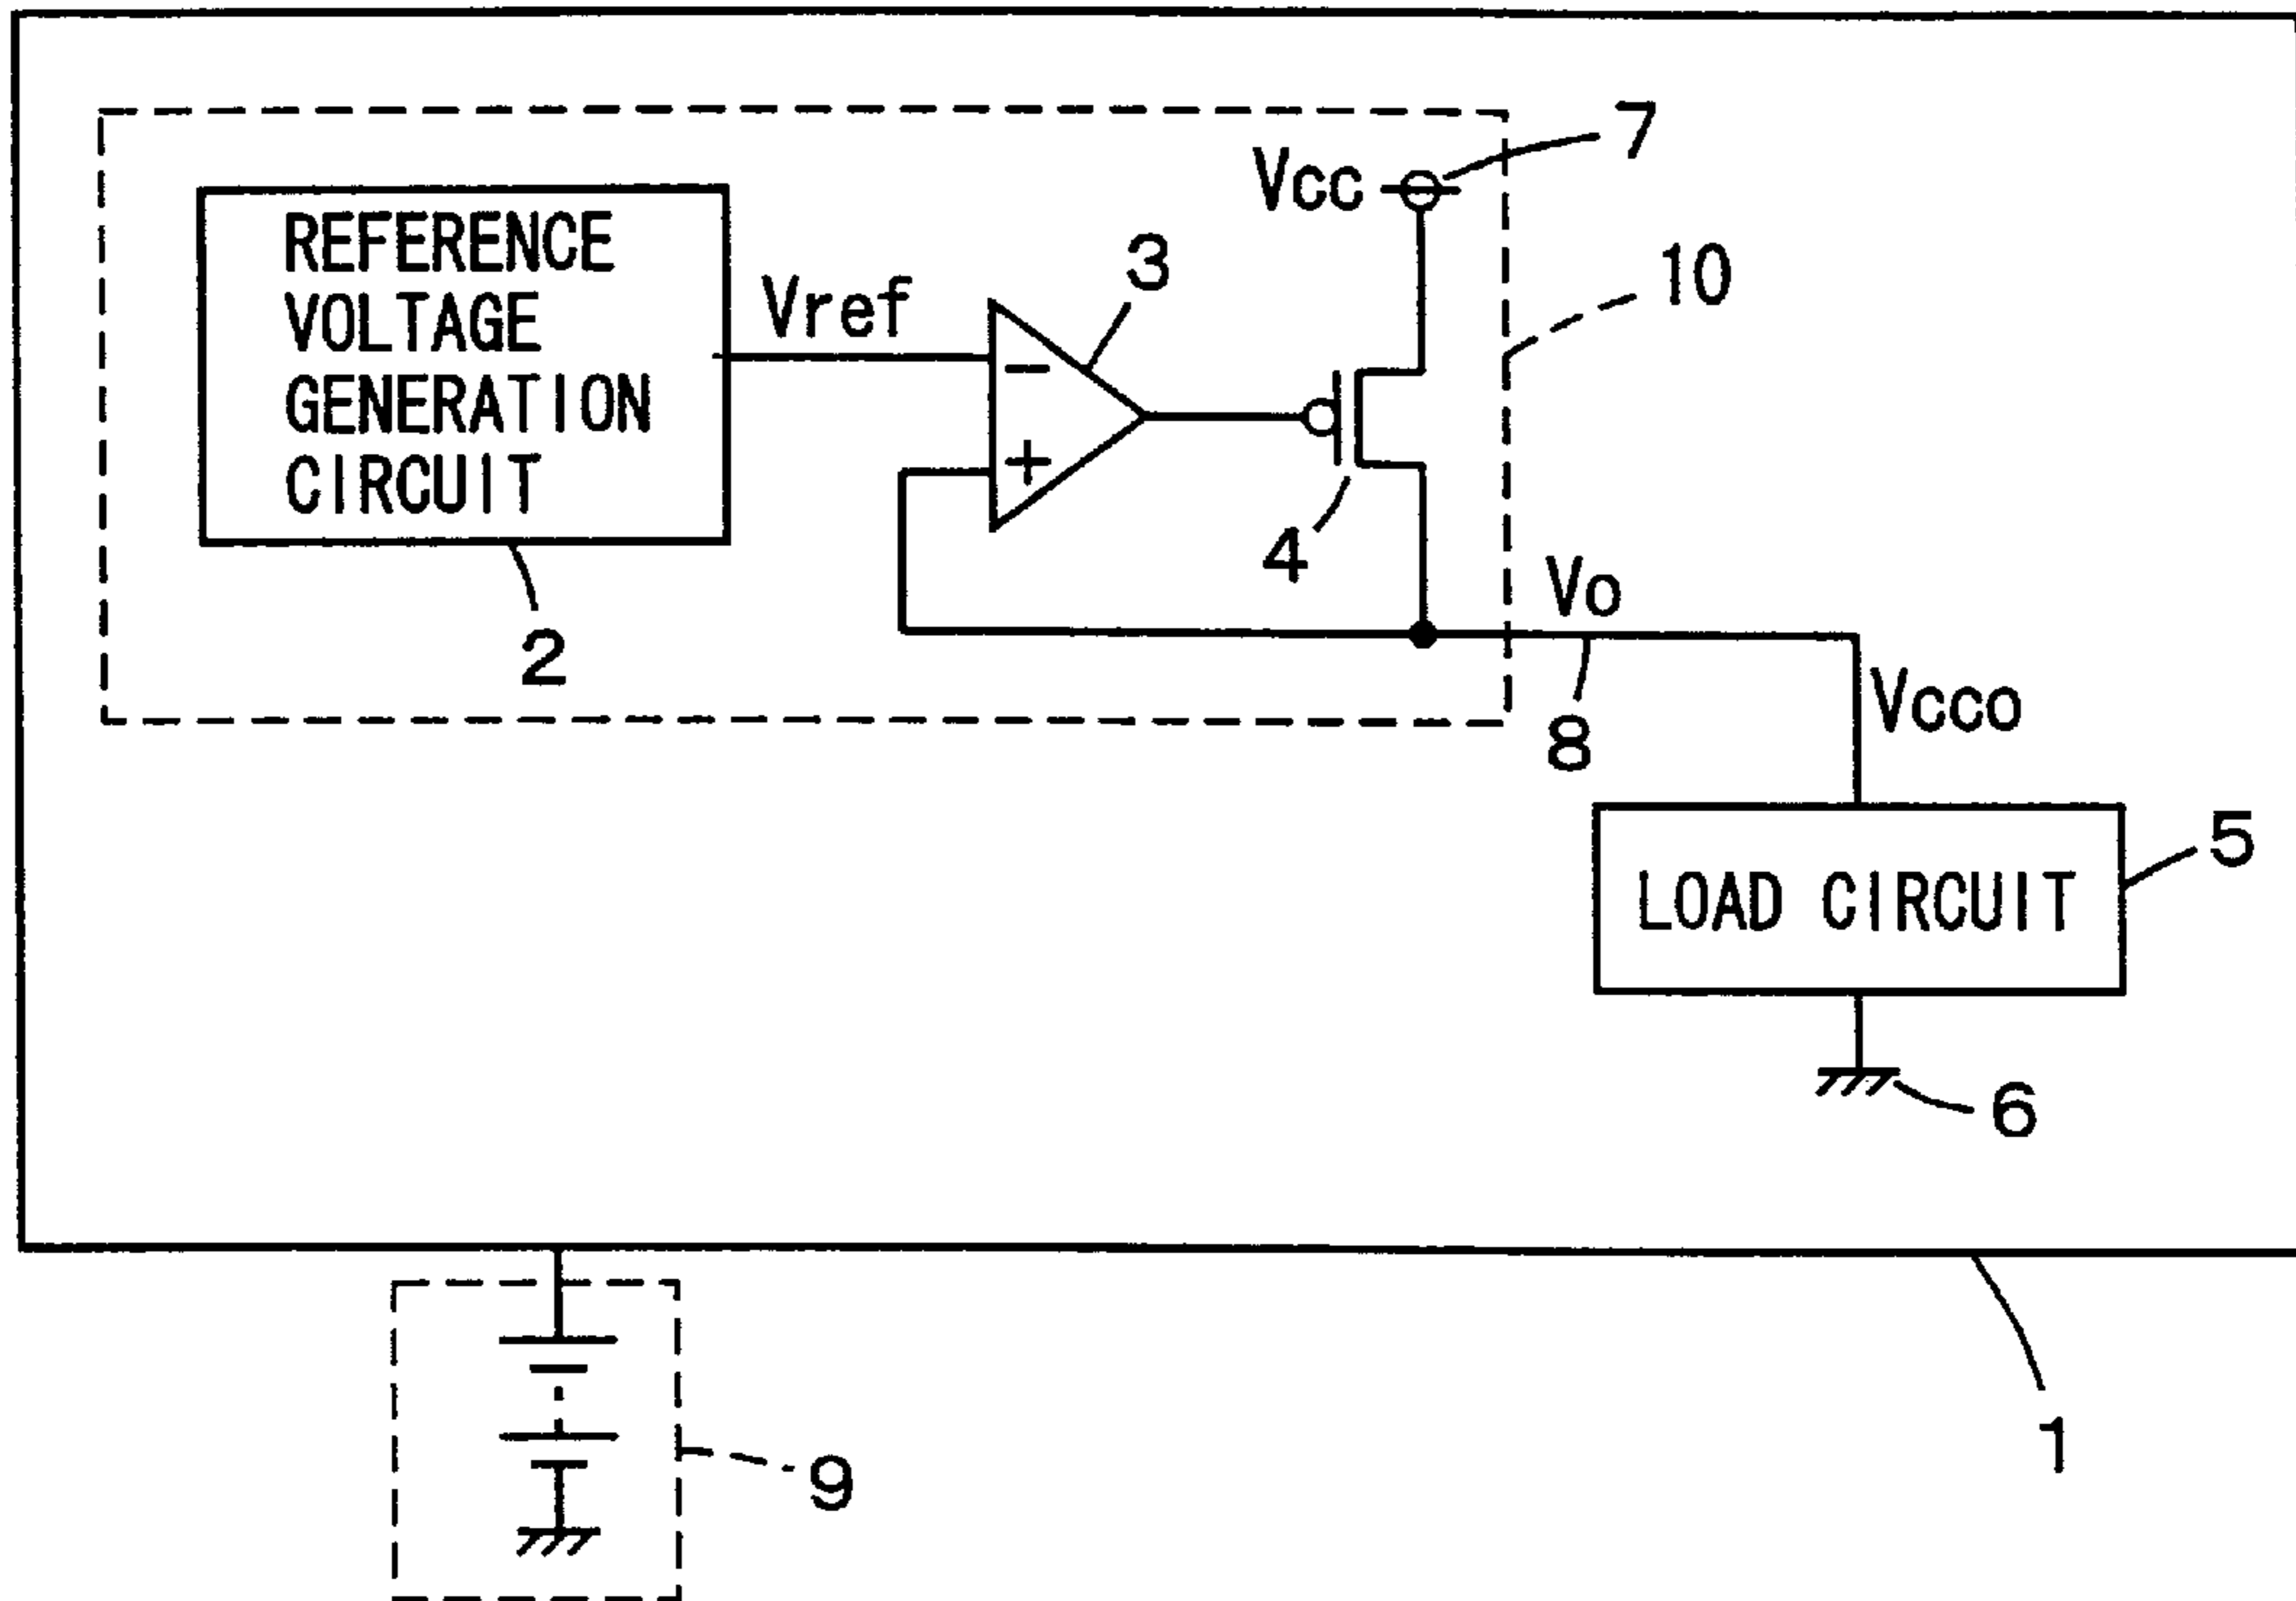 7
Vcc
10
REFERENCE
VOLTAGE
GENERATION
CIRCUIT
Vref
3
−
+
4
2
Vo
8
Vcco
LOAD CIRCUIT
5
6
1
9